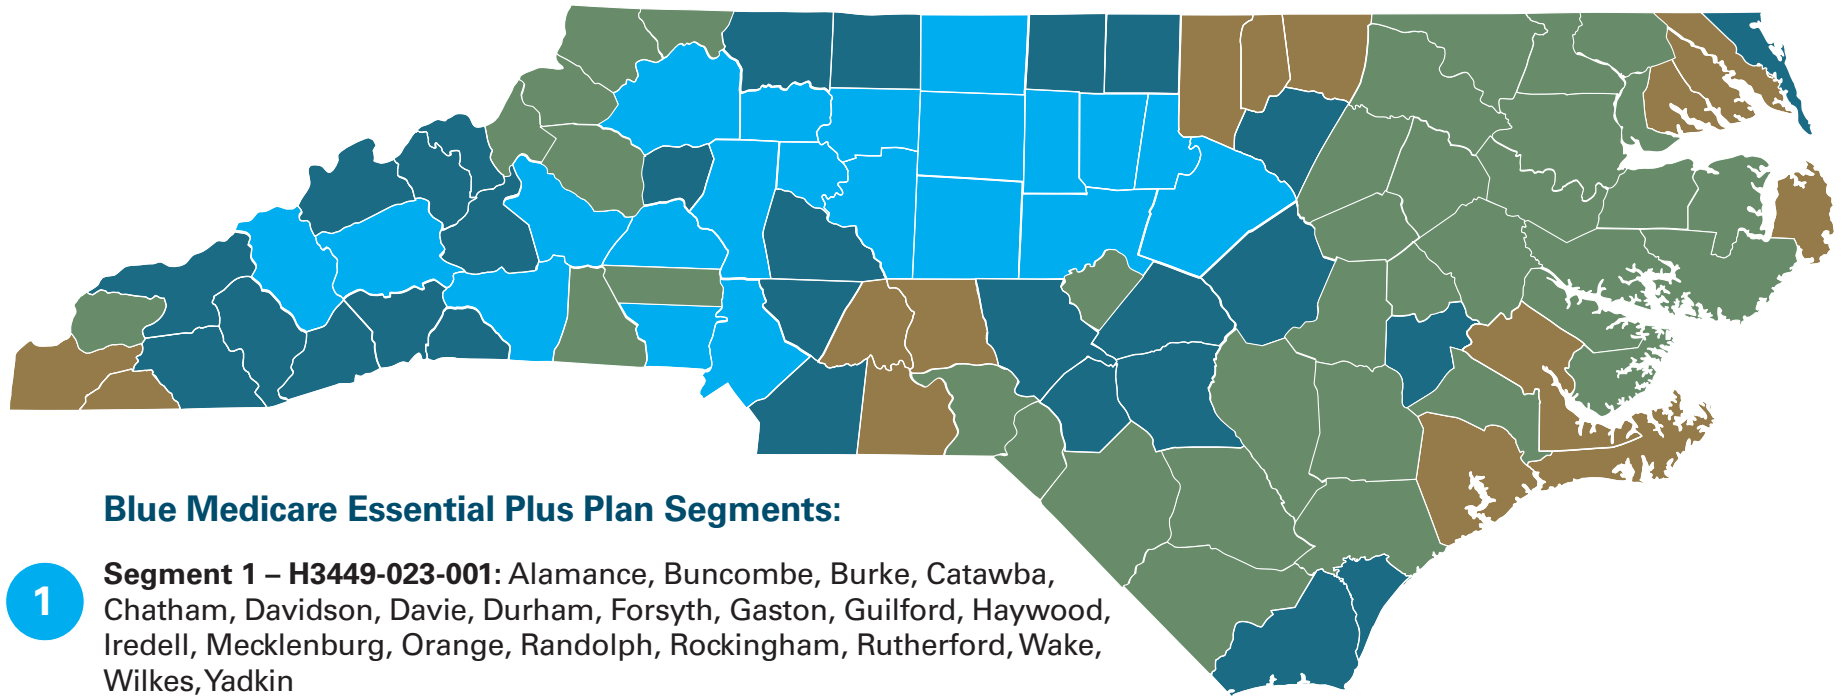 Blue Medicare Essential Plus Plan Segments:
1
Segment 1 – H3449-023-001: Alamance, Buncombe, Burke, Catawba,
Chatham, Davidson, Davie, Durham, Forsyth, Gaston, Guilford, Haywood,
Iredell, Mecklenburg, Orange, Randolph, Rockingham, Rutherford, Wake,
Wilkes, Yadkin